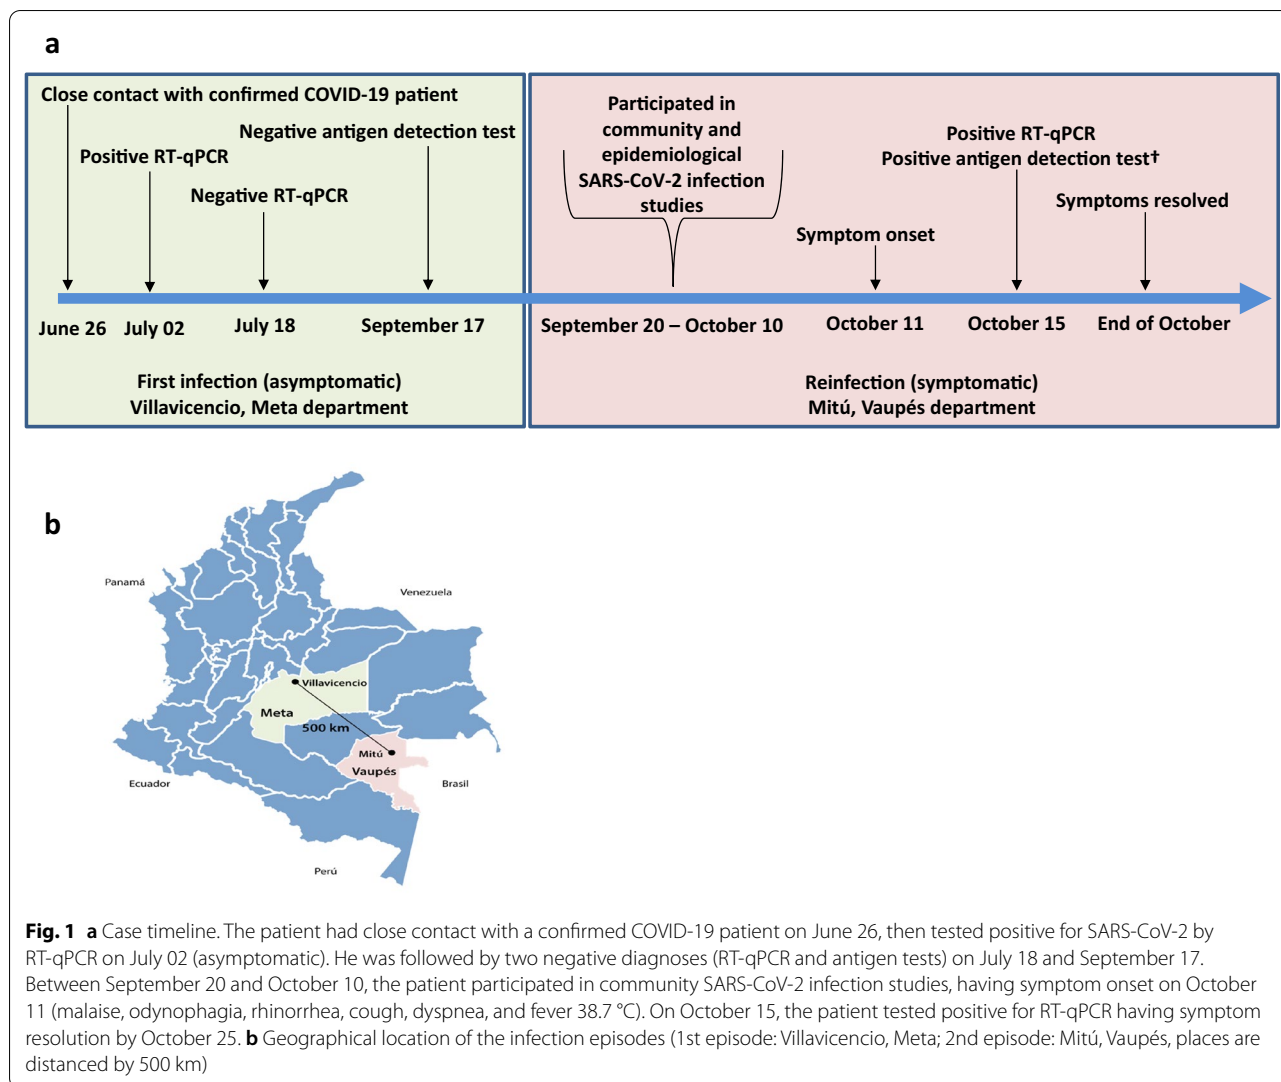 a
Close contact with confirmed COVID-19 patient
Negative antigen detection test
Positive RT-qPCR
Negative RT-qPCR
Participated in
community and
epidemiological
SARS-CoV-2 infection
studies
Positive RT-qPCR
Positive antigen detection test†
Symptoms resolved
Symptom onset
June 26
July 02
July 18
September 17
September 20 – October 10
October 11
October 15
End of October
First infection (asymptomatic)
Villavicencio, Meta department
Reinfection (symptomatic)
Mitú, Vaupés department
b
Panamá
Venezuela
Villavicencio
Meta
500 km
Mitú
Vaupés
Ecuador
Brasil
Perú
Fig. 1 a Case timeline. The patient had close contact with a confirmed COVID-19 patient on June 26, then tested positive for SARS-CoV-2 by
RT-qPCR on July 02 (asymptomatic). He was followed by two negative diagnoses (RT-qPCR and antigen tests) on July 18 and September 17.
Between September 20 and October 10, the patient participated in community SARS-CoV-2 infection studies, having symptom onset on October
11 (malaise, odynophagia, rhinorrhea, cough, dyspnea, and fever 38.7 °C). On October 15, the patient tested positive for RT-qPCR having symptom
resolution by October 25. b Geographical location of the infection episodes (1st episode: Villavicencio, Meta; 2nd episode: Mitú, Vaupés, places are
distanced by 500 km)